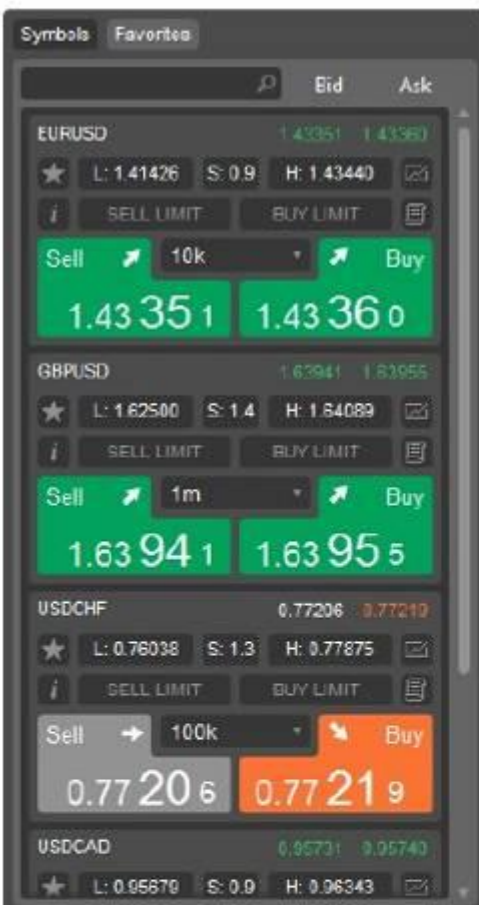 Symbols Favorites
Bid Ask
EURUSD 1.43351 1.43360
L: 1.41426 S: 0.9 H: 1.43440
i SELL LIMIT BUY LIMIT
Sell 10k Buy
1.43 35 1 1.43 36 0
GBPUSD 1.63941 1.63955
L: 1.62500 S: 1.4 H: 1.64089
i SELL LIMIT BUY LIMIT
Sell 1m Buy
1.63 94 1 1.63 95 5
USDCHF 0.77206 0.77219
L: 0.76038 S: 1.3 H: 0.77875
i SELL LIMIT BUY LIMIT
Sell 100k Buy
0.77 20 6 0.77 21 9
USDCAD 0.95731 0.95740
L: 0.95679 S: 0.9 H: 0.96343